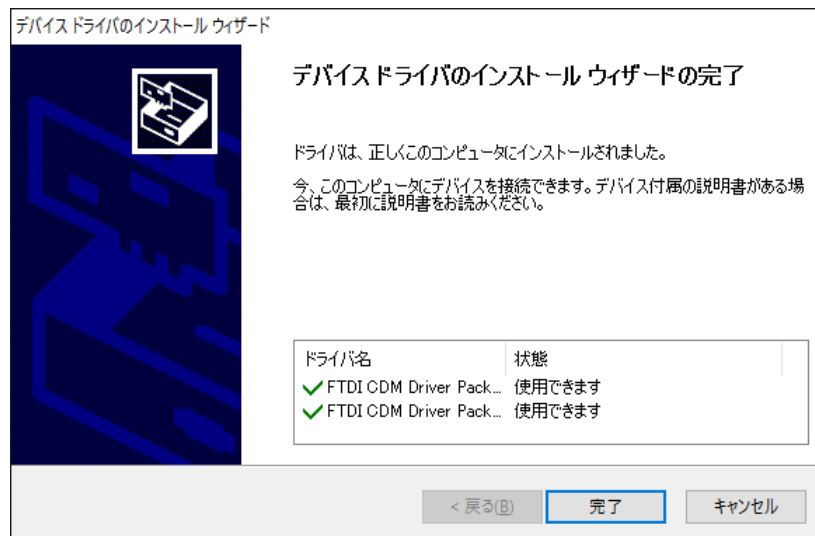 デバイス ドライバのインストール ウィザード
デバイス ドライバのインストール ウィザードの完了
ドライバは、正しくこのコンピュータにインストールされました。
今、このコンピュータにデバイスを接続できます。デバイス付属の説明書がある場
合は、最初に説明書をお読みください。
ドライバ名 状態
FTDI CDM Driver Pack... 使用できます
FTDI CDM Driver Pack... 使用できます
< 戻る(B) 完了 キャンセル